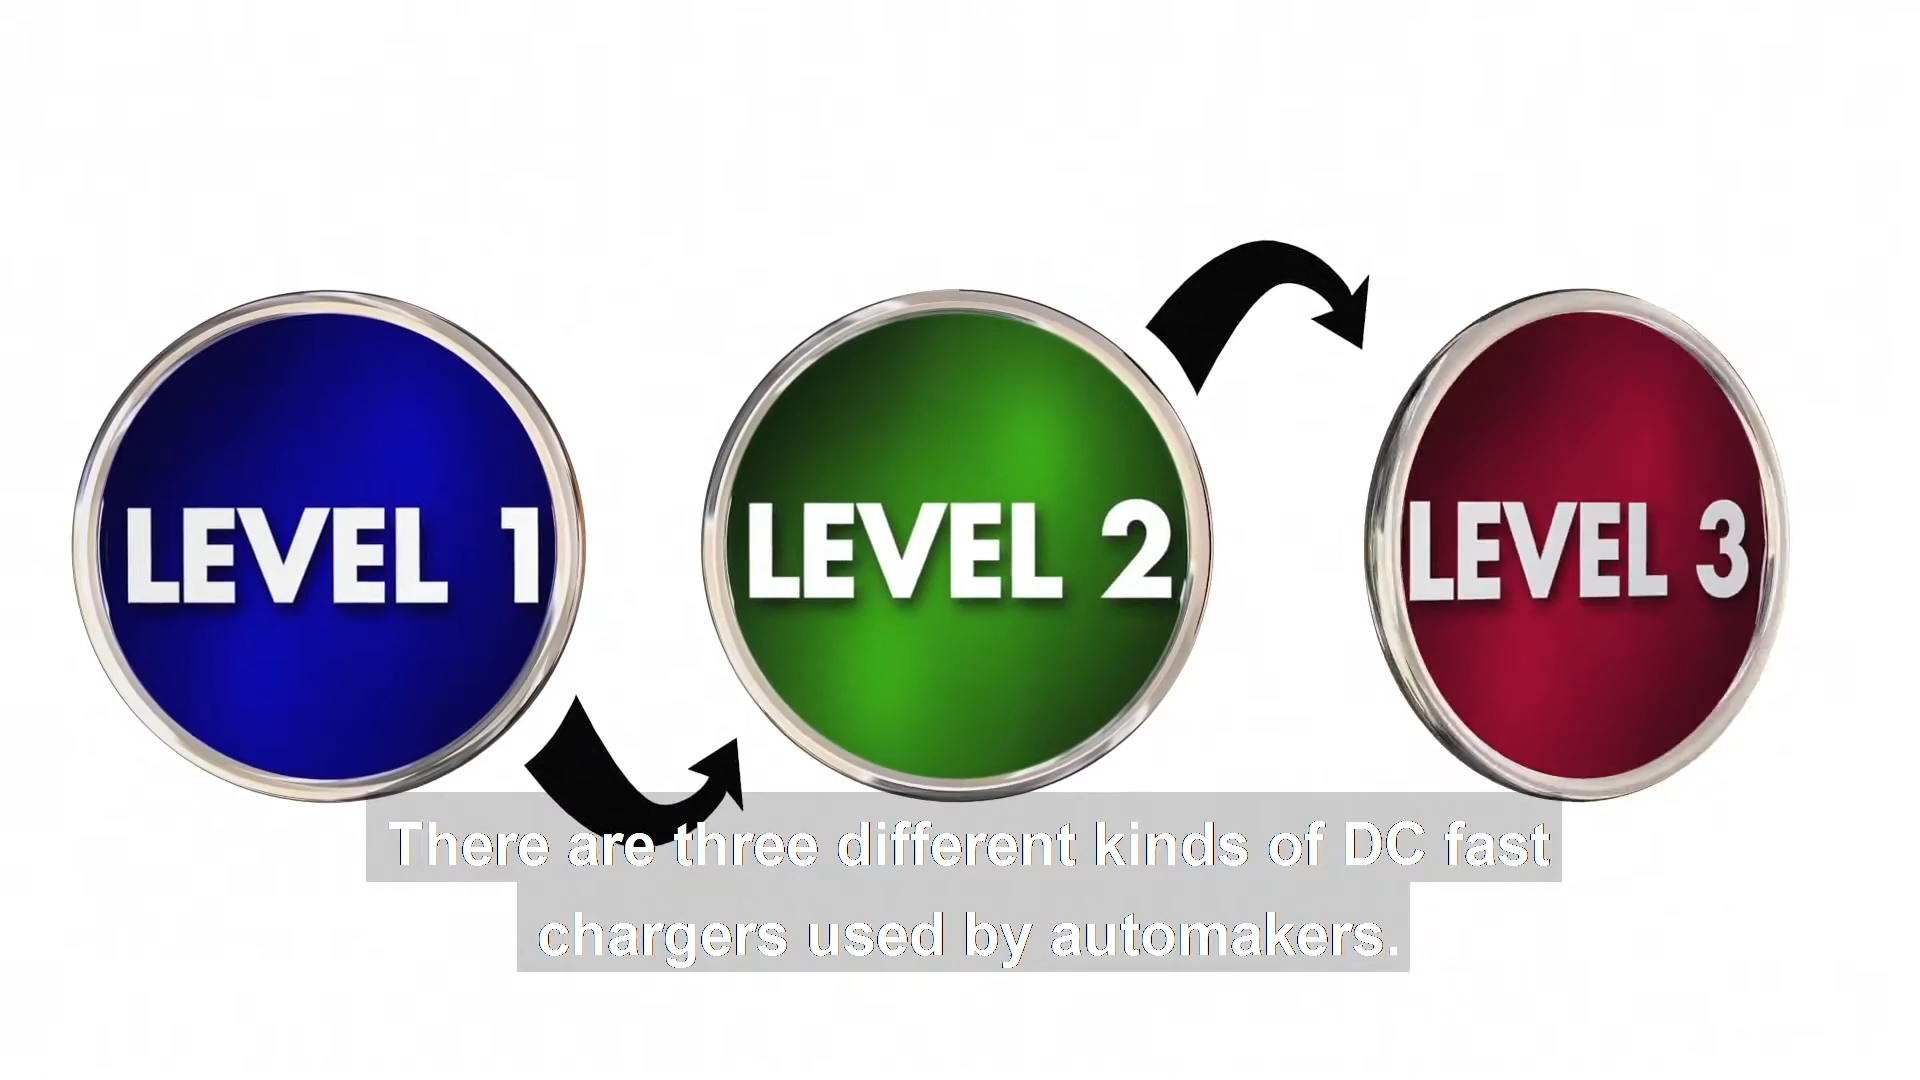 LEVEL 1
LEVEL 2
LEVEL 3
There are three different kinds of DC fast
chargers used by automakers.